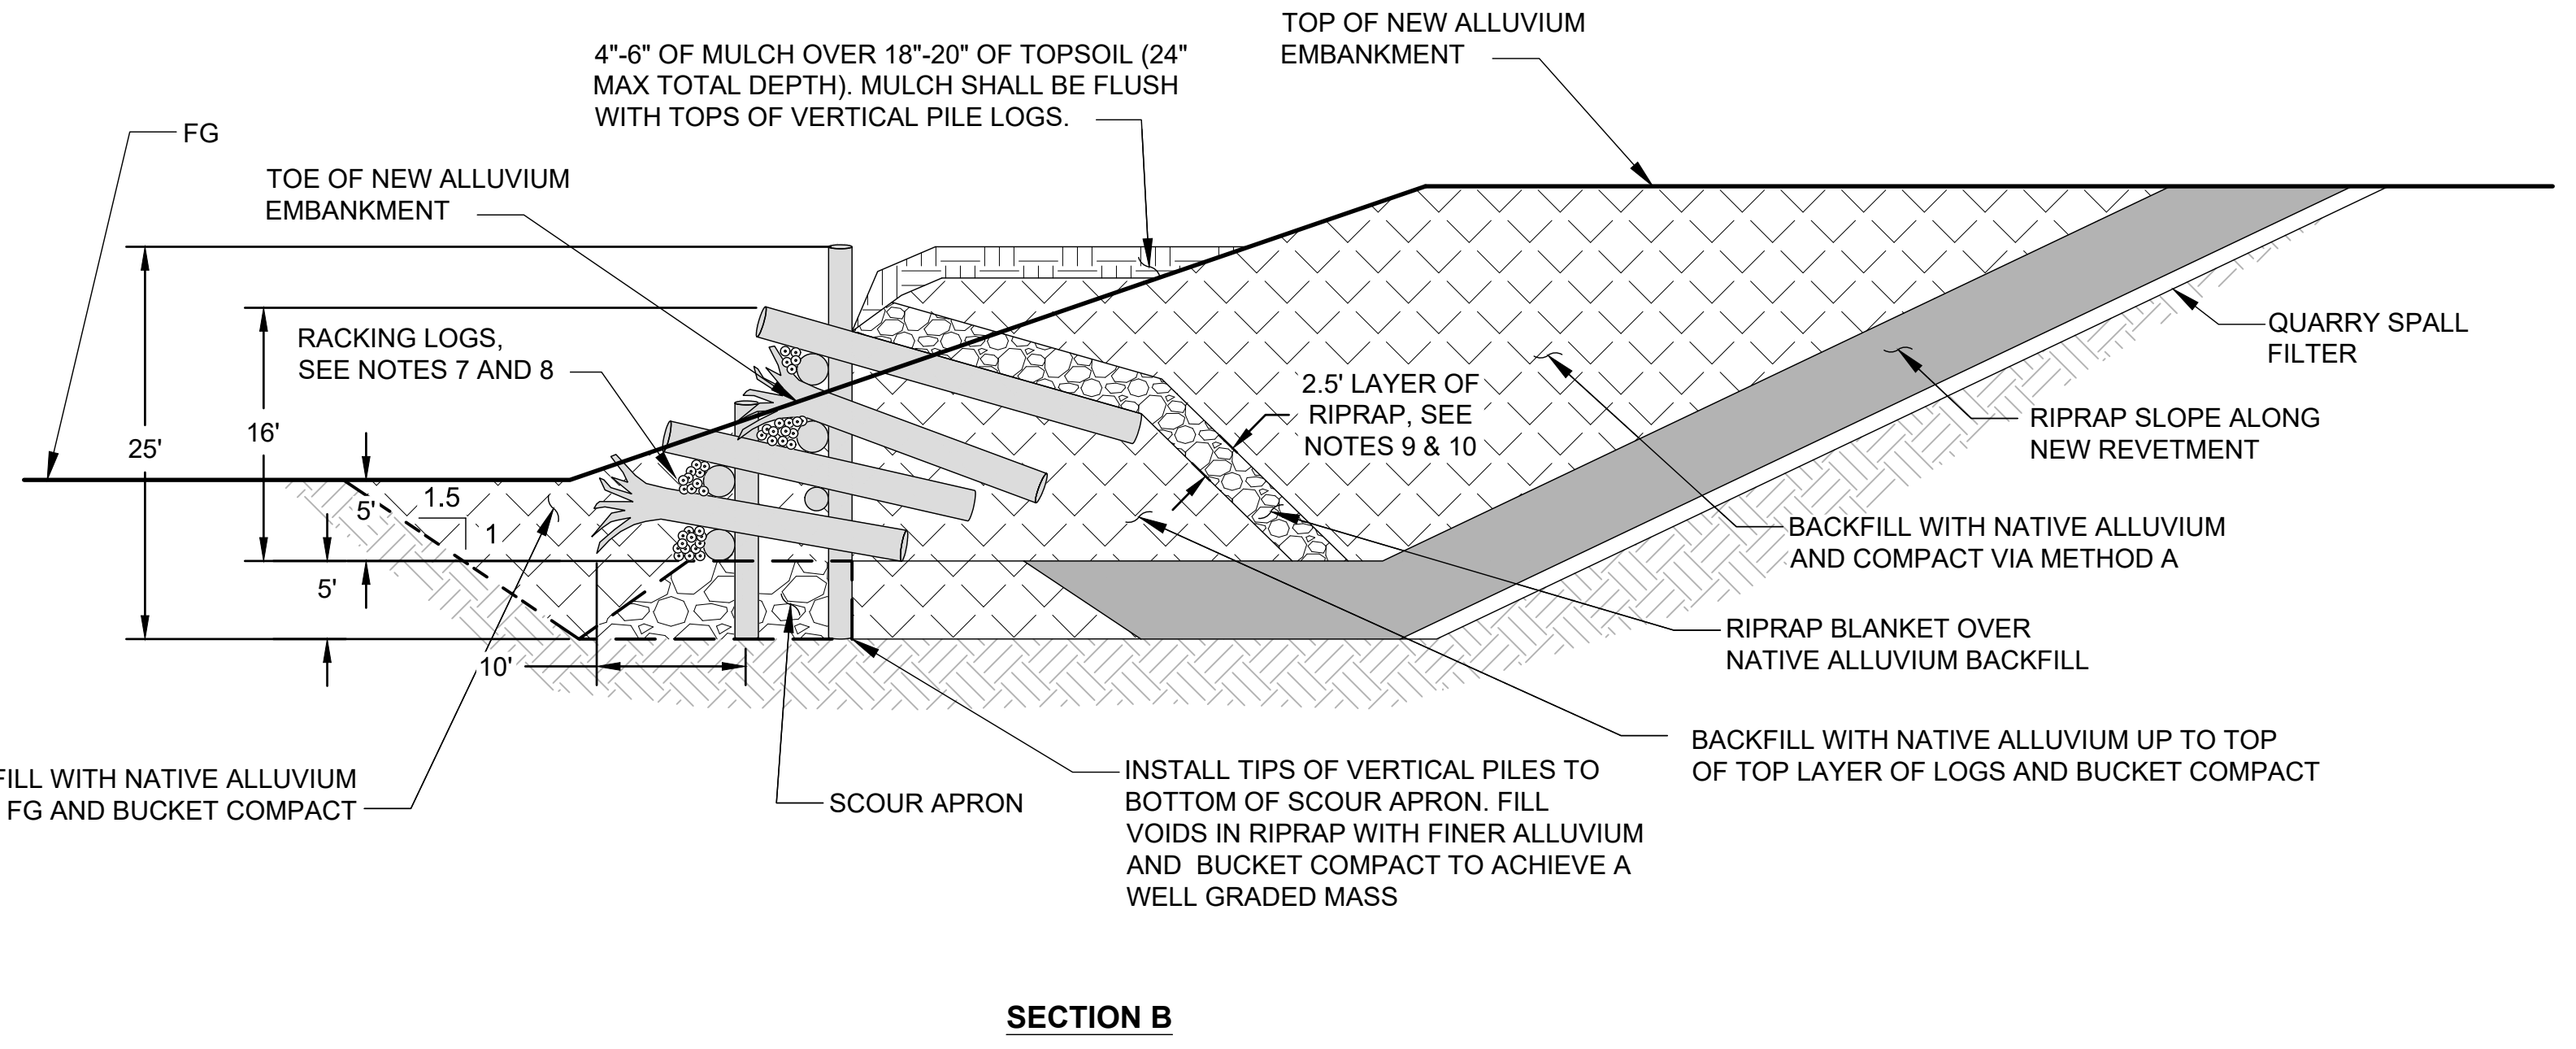 TOP OF NEW ALLUVIUM
EMBANKMENT
4"-6" OF MULCH OVER 18"-20" OF TOPSOIL (24"
MAX TOTAL DEPTH). MULCH SHALL BE FLUSH
WITH TOPS OF VERTICAL PILE LOGS.
FG
TOE OF NEW ALLUVIUM
EMBANKMENT
RACKING LOGS,
SEE NOTES 7 AND 8
QUARRY SPALL
FILTER
2.5' LAYER OF
RIPRAP, SEE
NOTES 9 & 10
RIPRAP SLOPE ALONG
NEW REVETMENT
25'
16'
5'
1.5
1
5'
10'
BACKFILL WITH NATIVE ALLUVIUM
AND COMPACT VIA METHOD A
RIPRAP BLANKET OVER
NATIVE ALLUVIUM BACKFILL
BACKFILL WITH NATIVE ALLUVIUM UP TO TOP
OF TOP LAYER OF LOGS AND BUCKET COMPACT
FILL WITH NATIVE ALLUVIUM
FG AND BUCKET COMPACT
SCOUR APRON
INSTALL TIPS OF VERTICAL PILES TO
BOTTOM OF SCOUR APRON. FILL
VOIDS IN RIPRAP WITH FINER ALLUVIUM
AND BUCKET COMPACT TO ACHIEVE A
WELL GRADED MASS
SECTION B